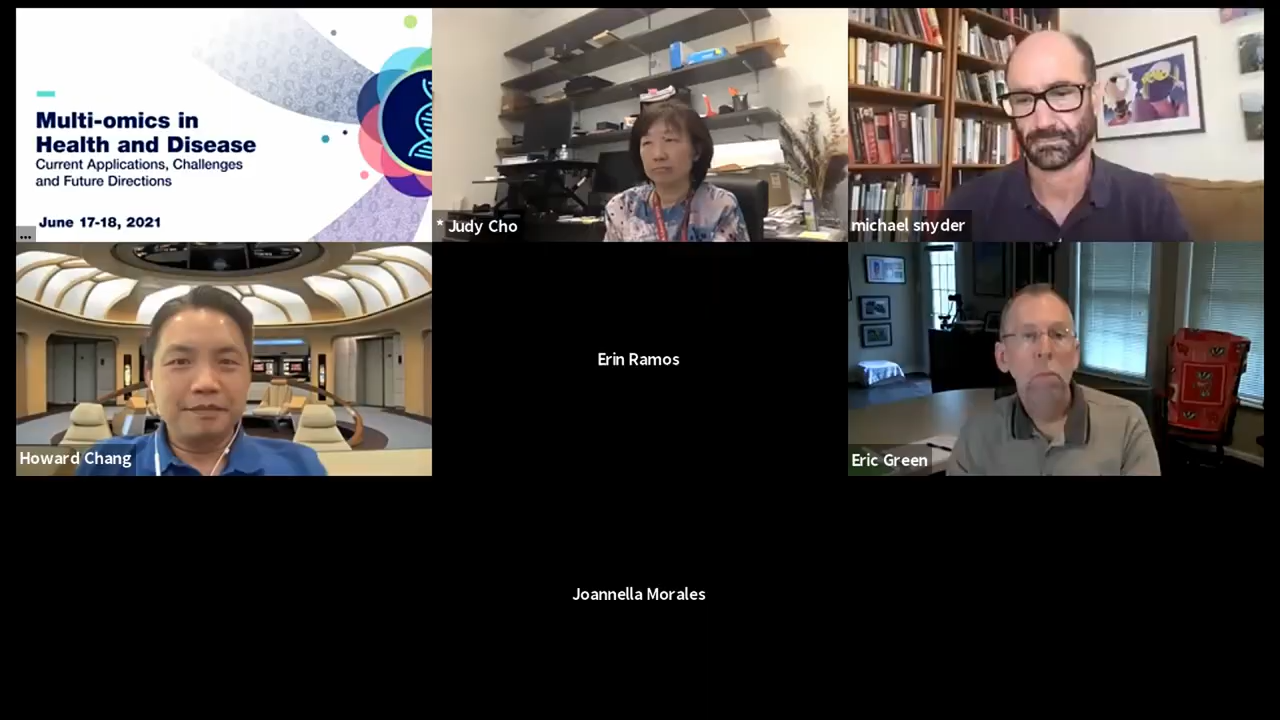 Multi-omics in
Health and Disease
Current Applications, Challenges
and Future Directions
June 17-18, 2021
...
* Judy Cho
michael snyder
Howard Chang
Erin Ramos
Eric Green
Joannella Morales